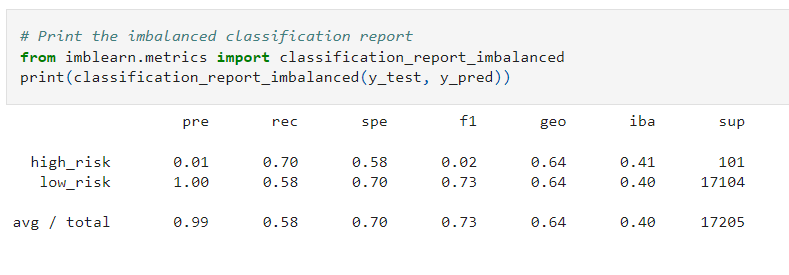 # Print the imbalanced classification report
from imblearn.metrics import classification_report_imbalanced
print(classification_report_imbalanced(y_test, y_pred))
pre rec spe f1 geo iba sup
high_risk 0.01 0.70 0.58 0.02 0.64 0.41 101
low_risk 1.00 0.58 0.70 0.73 0.64 0.40 17104
avg / total 0.99 0.58 0.70 0.73 0.64 0.40 17205